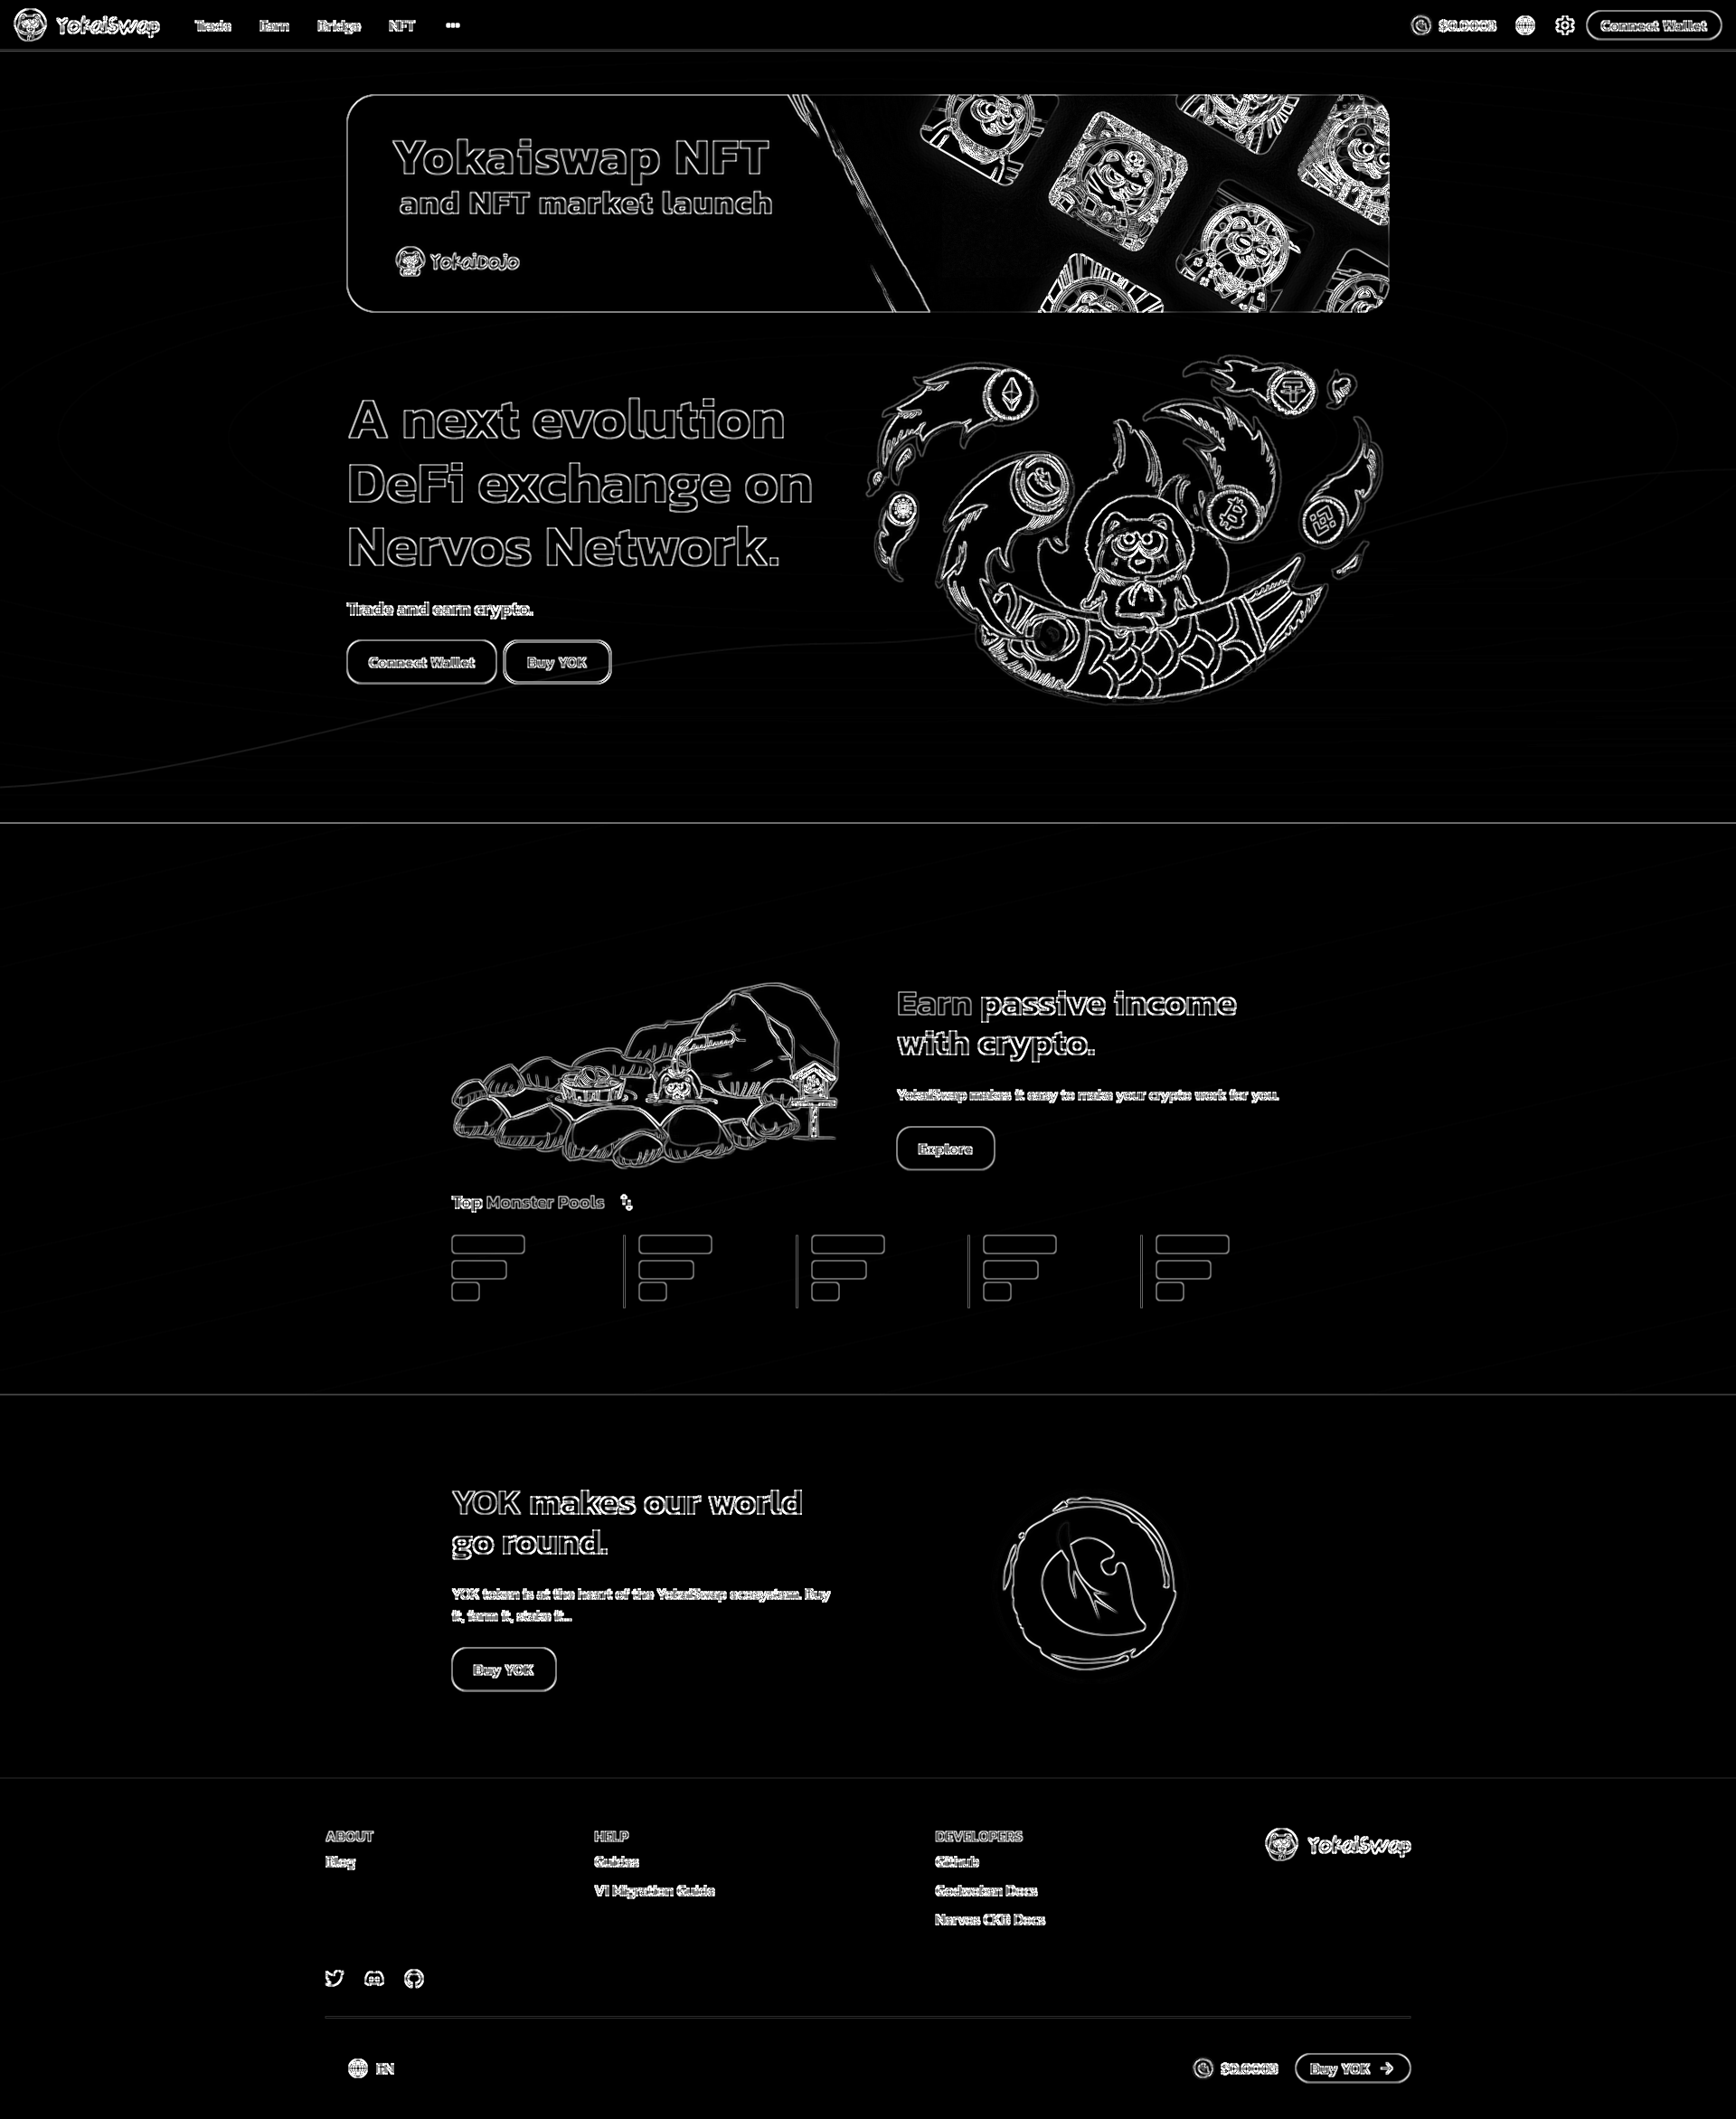 YokaiSwap
Trade Earn Bridge NFT
Connect Wallet
Yokaiswap NFT
and NFT market launch
YokaiDojo
A next evolution
DeFi exchange on
Nervos Network.
Trade and earn crypto.
Connect Wallet Buy YOK
Earn passive income
with crypto.
YokaiSwap makes it easy to make your crypto work for you.
Explore
Top Monster Pools
YOK makes our world
go round.
YOK token is at the heart of the YokaiSwap ecosystem. Buy
it, farm it, stake it...
Buy YOK
ABOUT
Blog
HELP
Guides
V1 Migration Guide
DEVELOPERS
Github
Godwoken Docs
Nervos CKB Docs
YokaiSwap
EN
Buy YOK